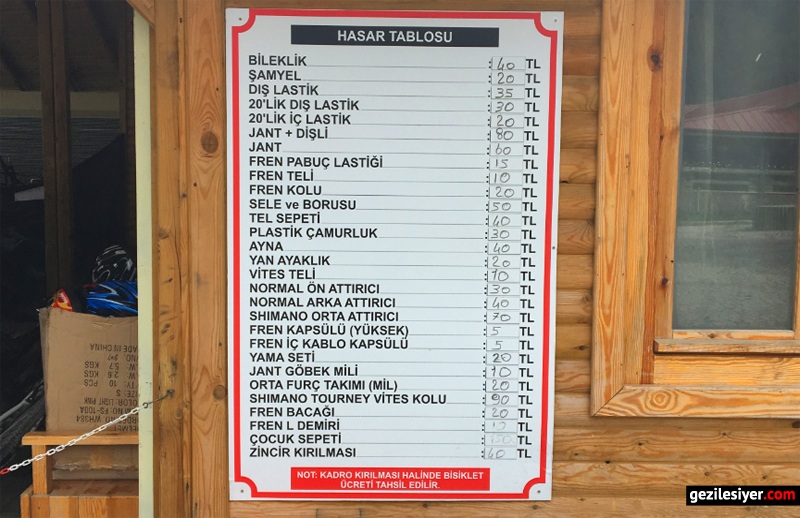 HASAR TABLOSU
BİLEKLİK : 40 TL
ŞAMYEL : 20 TL
DIŞ LASTİK : 35 TL
20'LİK DIŞ LASTİK : 30 TL
20'LİK İÇ LASTİK : 20 TL
JANT + DİŞLİ : 80 TL
JANT : 60 TL
FREN PABUÇ LASTİĞİ : 15 TL
FREN TELİ : 10 TL
FREN KOLU : 20 TL
SELE ve BORUSU : 50 TL
TEL SEPETİ : 40 TL
PLASTİK ÇAMURLUK : 30 TL
AYNA : 40 TL
YAN AYAKLIK : 20 TL
VİTES TELİ : 10 TL
NORMAL ÖN ATTIRICI : 30 TL
NORMAL ARKA ATTIRICI : 40 TL
SHIMANO ORTA ATTIRICI : 70 TL
FREN KAPSÜLÜ (YÜKSEK) : 5 TL
FREN İÇ KABLO KAPSÜLÜ : 5 TL
YAMA SETİ : 20 TL
JANT GÖBEK MİLİ : 10 TL
ORTA FURÇ TAKIMI (MİL) : 20 TL
SHIMANO TOURNEY VİTES KOLU : 90 TL
FREN BACAĞI : 20 TL
FREN L DEMİRİ : TL
ÇOCUK SEPETİ : TL
ZİNCİR KIRILMASI : 40 TL
NOT: KADRO KIRILMASI HALİNDE BİSİKLET
ÜCRETİ TAHSİL EDİLİR.
MADE IN
CHINA
gezilesiyer.com